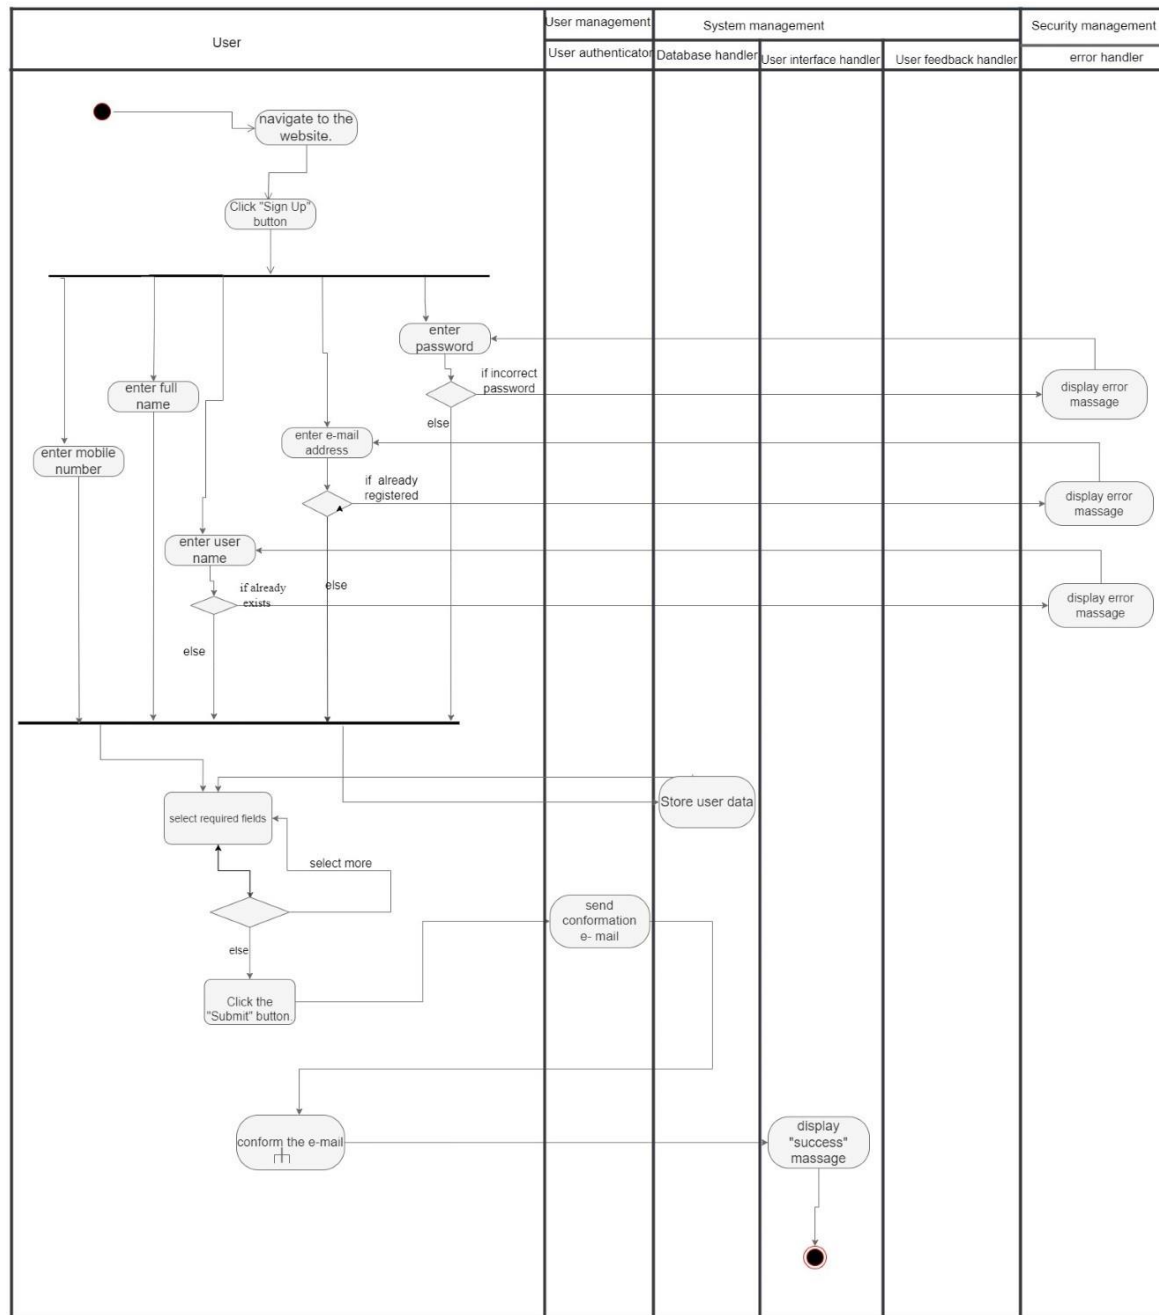 User
User management
System management
Security management
User authenticator
Database handler
User interface handler
User feedback handler
error handler
navigate to the
website.
Click "Sign Up"
button
enter
password
if incorrect
password
display error
massage
enter full
name
else
enter e-mail
address
enter mobile
number
if already
registered
display error
massage
enter user
name
if already
exists
else
display error
massage
else
select required fields
Store user data
select more
send
conformation
e- mail
else
Click the
"Submit" button.
conform the e-mail
display
"success"
massage